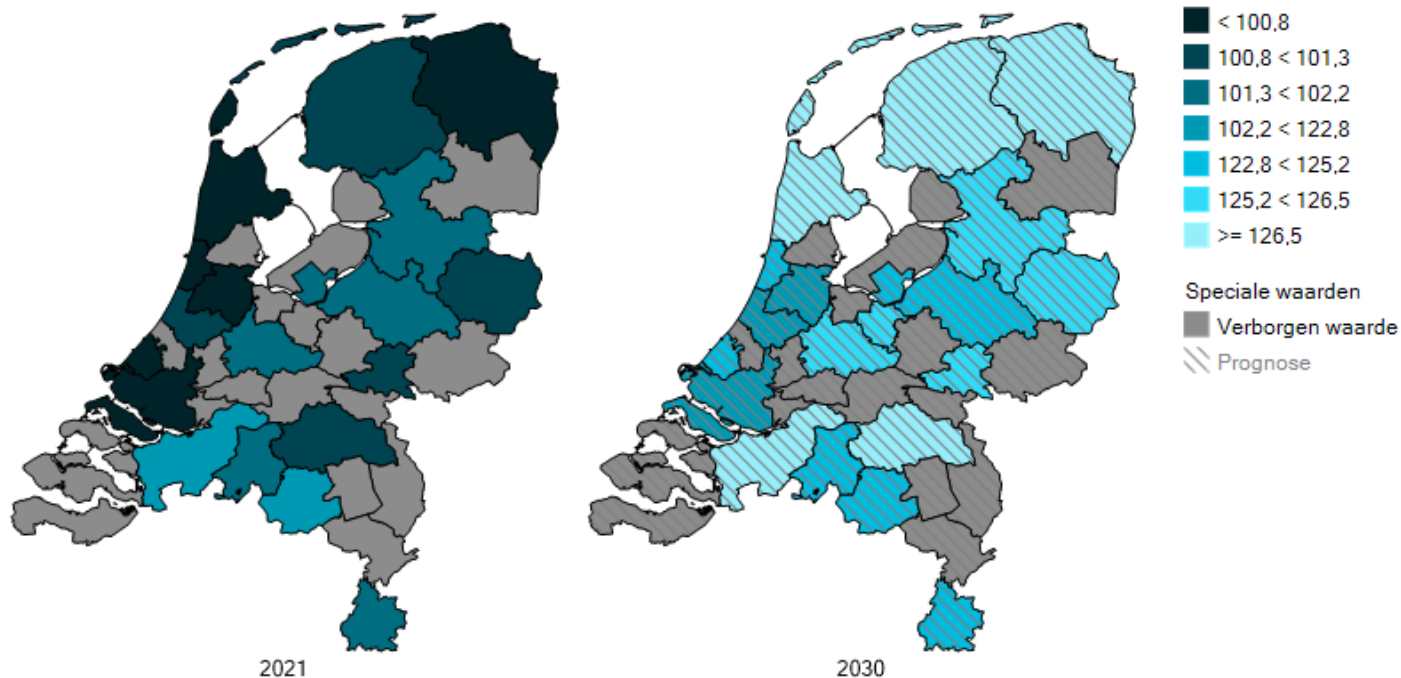 < 100,8
100,8 < 101,3
101,3 < 102,2
102,2 < 122,8
122,8 < 125,2
125,2 < 126,5
>= 126,5
Speciale waarden
Verborgen waarde
Prognose
2021
2030